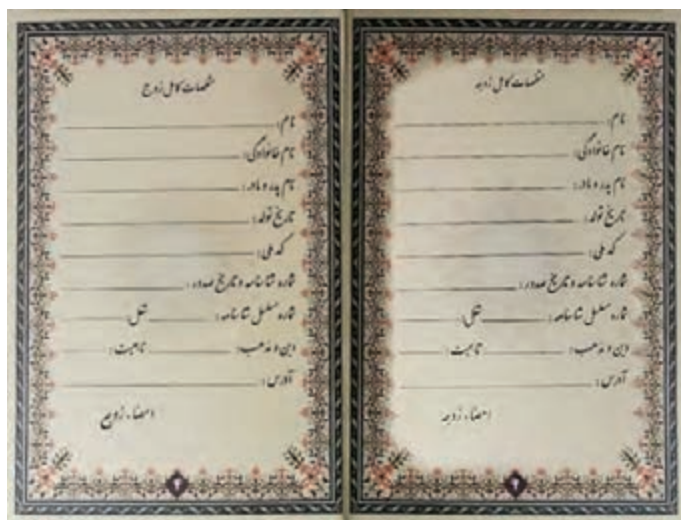 مشخصات کامل زوجه
نام:
نام خانوادگی:
نام پدر و مادر:
تاریخ تولد:
کد ملی:
شماره شناسنامه و تاریخ صدور:
شماره مسلسل شناسنامه: شغل:
دین و مذهب: تابعیت:
آدرس:
امضاء زوجه
مشخصات کامل زوج
نام:
نام خانوادگی:
نام پدر و مادر:
تاریخ تولد:
کد ملی:
شماره شناسنامه و تاریخ صدور:
شماره مسلسل شناسنامه: شغل:
دین و مذهب: تابعیت:
آدرس:
امضاء زوج